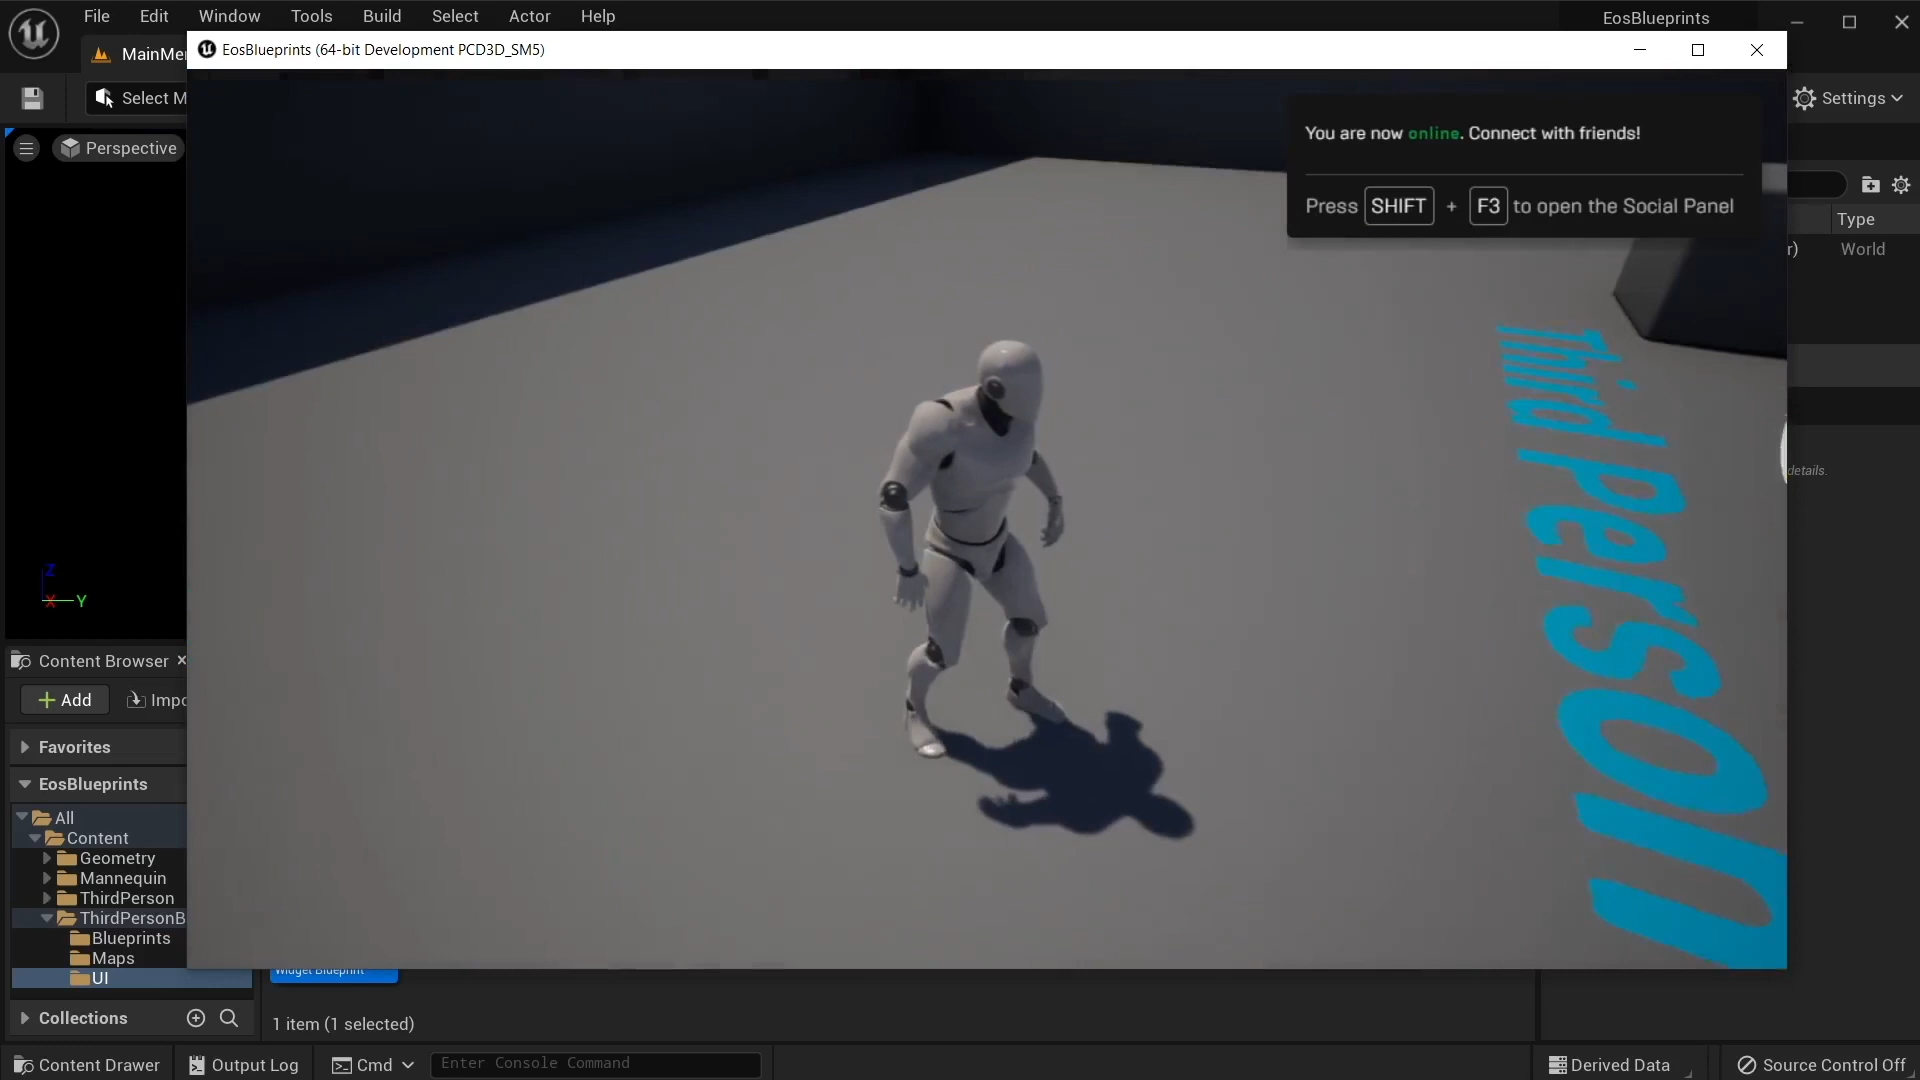 File Edit Window Tools Build Select Actor Help
EosBlueprints
MainMe
EosBlueprints (64-bit Development PCD3D_SM5)
Select M
Settings
Perspective
You are now online. Connect with friends!
Press SHIFT + F3 to open the Social Panel
Type
r) World
Third Person
details.
Z
X Y
Content Browser
Add Impo
Favorites
EosBlueprints
All
Content
Geometry
Mannequin
ThirdPerson
ThirdPersonB
Blueprints
Maps
UI
Widget Blueprint
Collections
1 item (1 selected)
Content Drawer Output Log Cmd Enter Console Command Derived Data Source Control Off